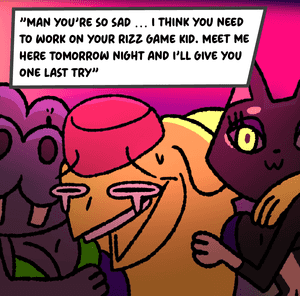 "MAN YOU'RE SO SAD ... I THINK YOU NEED
TO WORK ON YOUR RIZZ GAME KID. MEET ME
HERE TOMORROW NIGHT AND I'LL GIVE YOU
ONE LAST TRY"